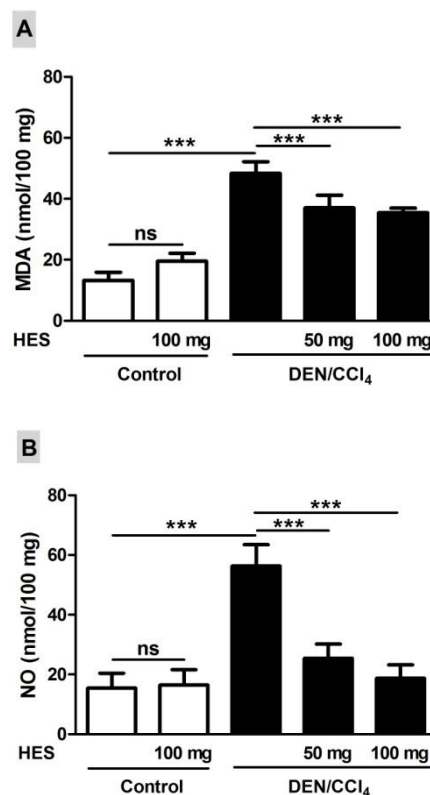 A
MDA (nmol/100 mg)
80
60
40
20
0
***
***
***
ns
HES 100 mg 50 mg 100 mg
Control DEN/CCl₄
B
NO (nmol/100 mg)
80
60
40
20
0
***
***
***
ns
HES 100 mg 50 mg 100 mg
Control DEN/CCl₄